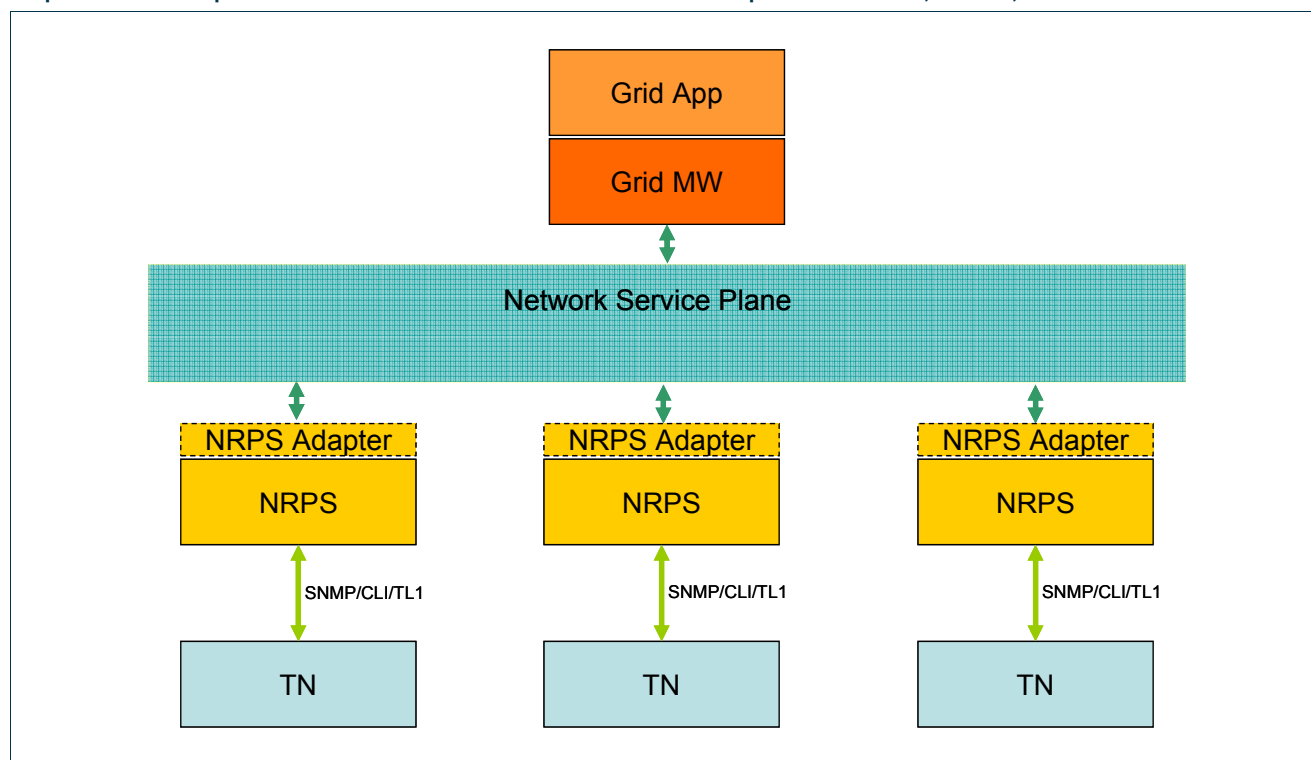 Grid App
Grid MW
Network Service Plane
NRPS Adapter
NRPS Adapter
NRPS Adapter
NRPS
NRPS
NRPS
SNMP/CLI/TL1
SNMP/CLI/TL1
SNMP/CLI/TL1
TN
TN
TN